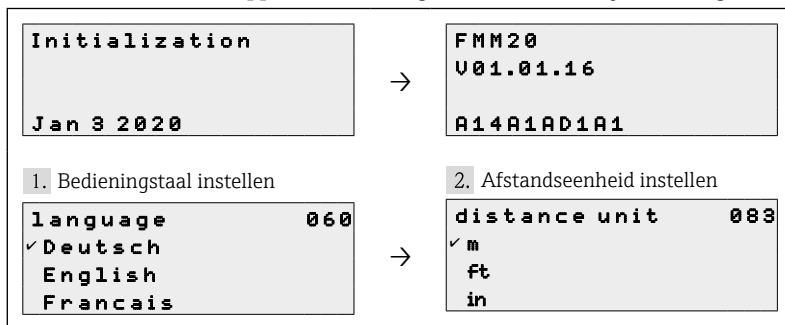 Initialization
Jan 3 2020
→
FMM20
V01.01.16
A14A1AD1A1
1. Bedieningstaal instellen
language 060
✓Deutsch
English
Francais
→
2. Afstandseenheid instellen
distance unit 083
✓ m
ft
in